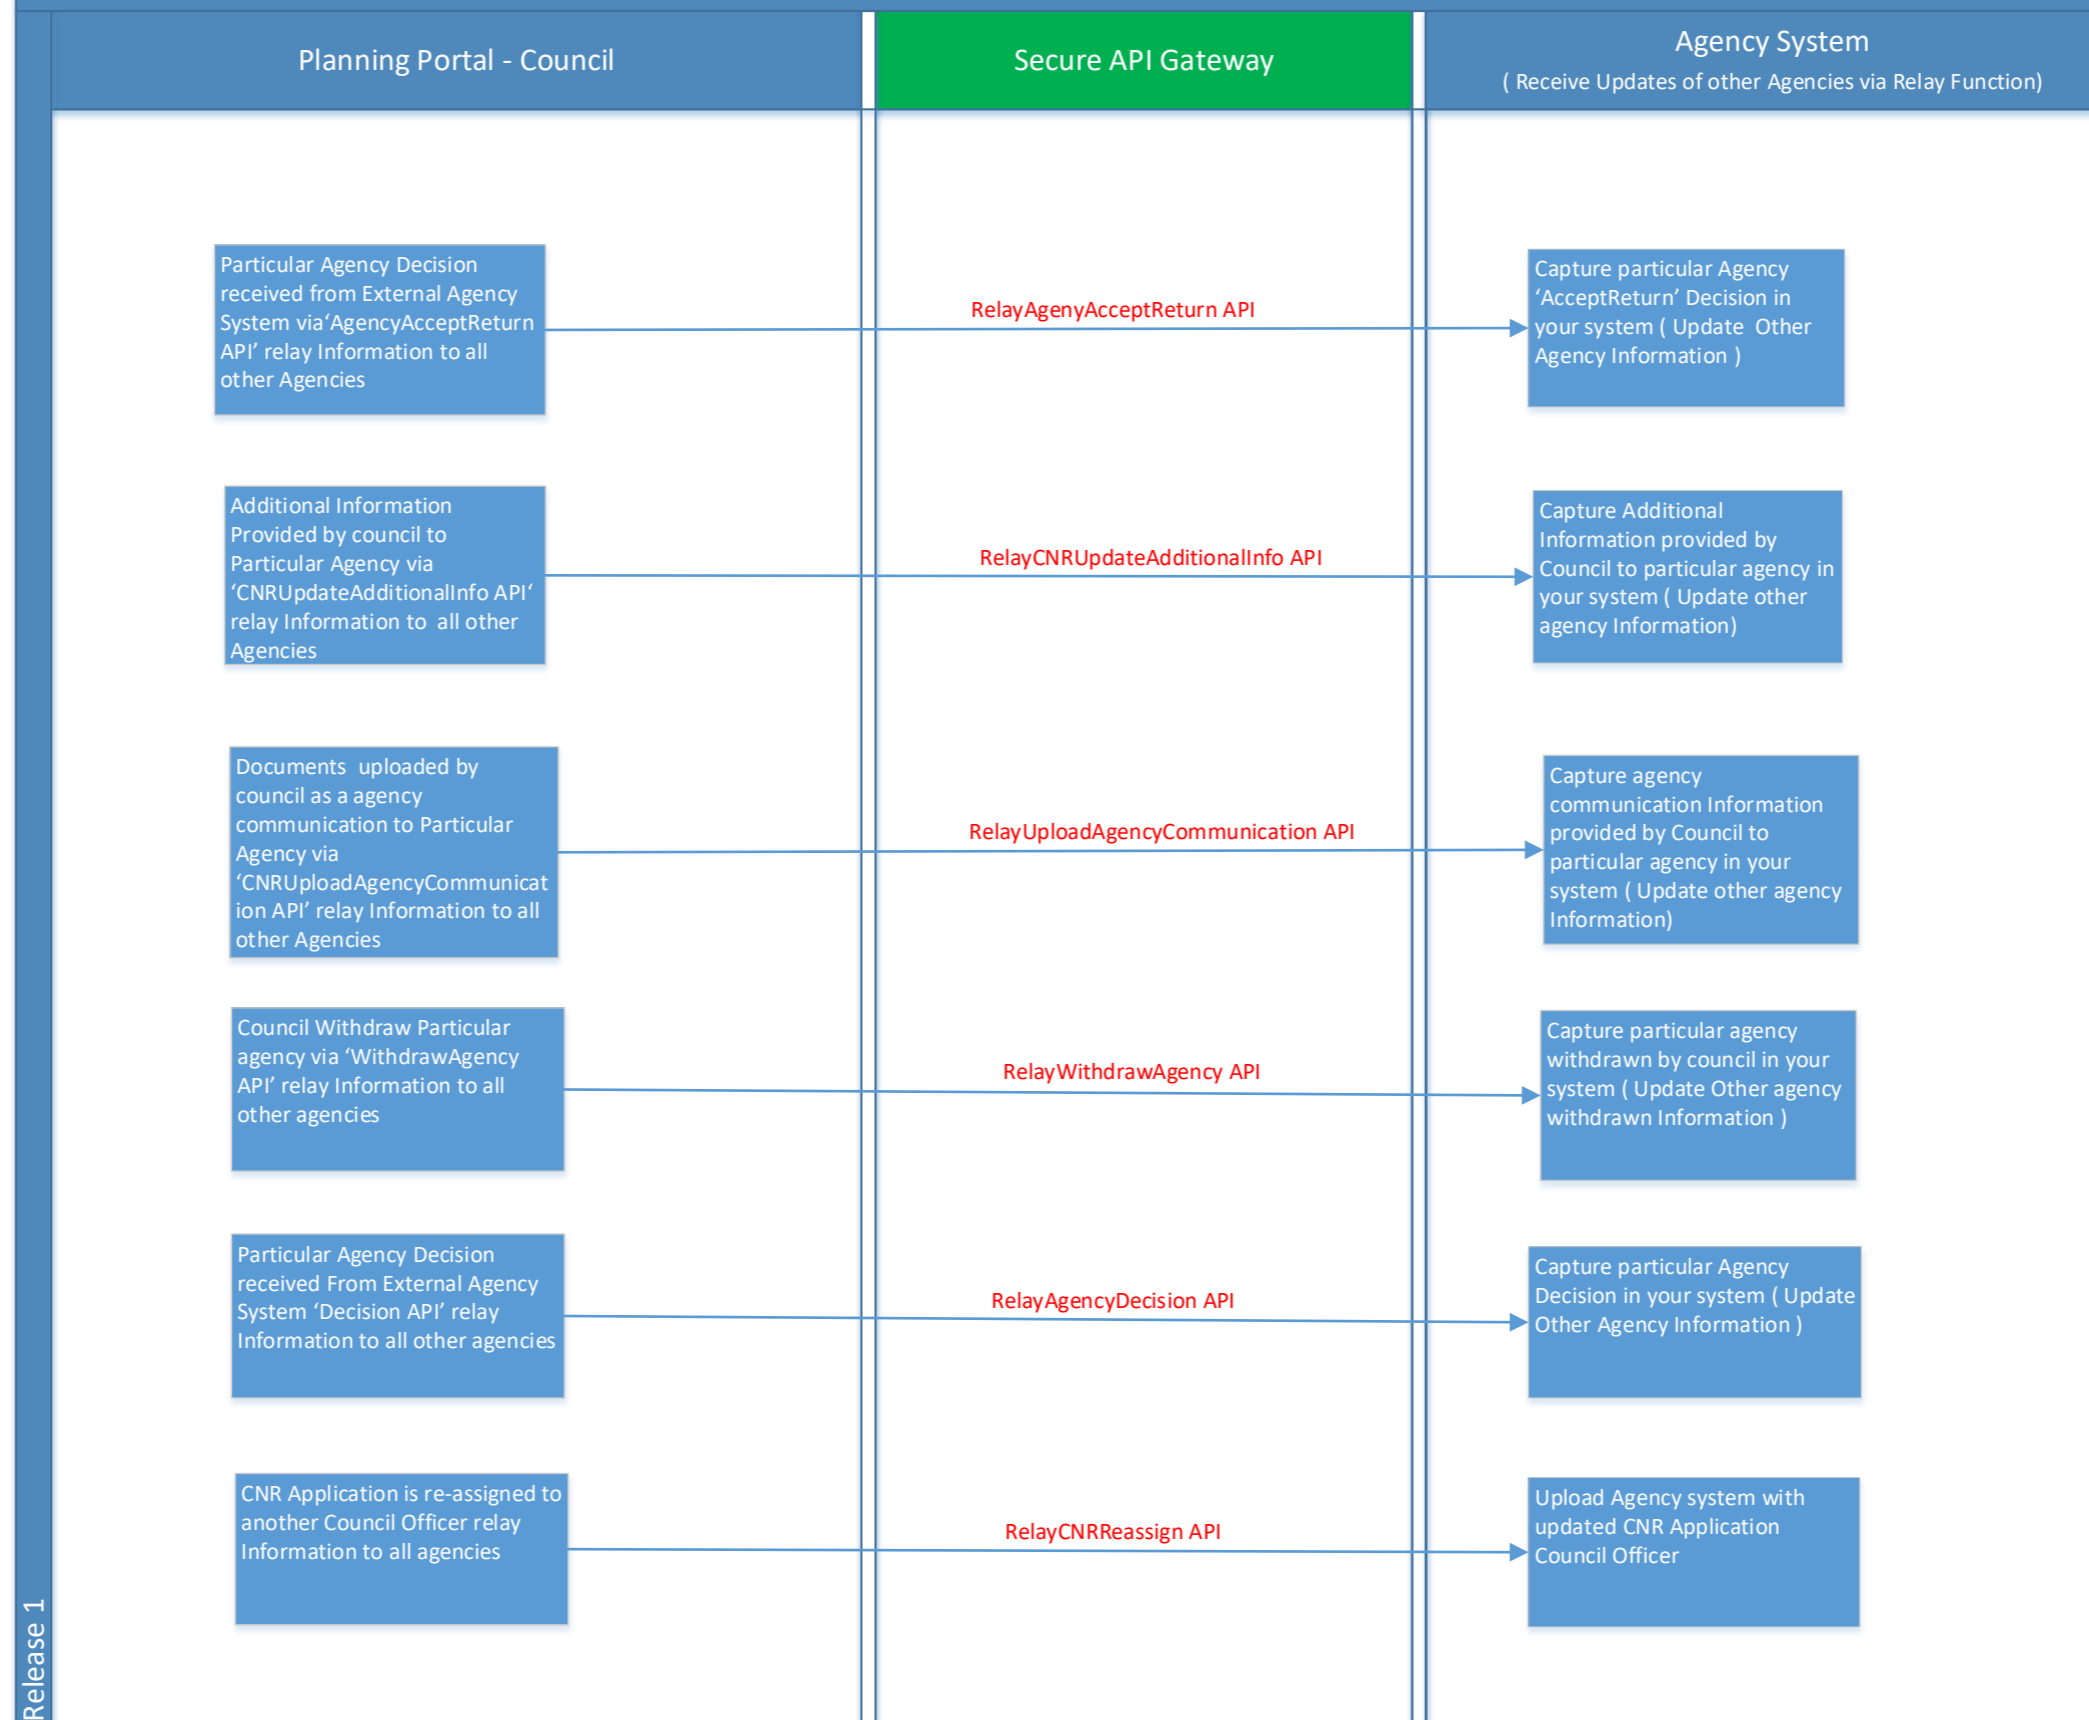 Planning Portal - Council
Secure API Gateway
Agency System
( Receive Updates of other Agencies via Relay Function)
Particular Agency Decision
received from External Agency
System via‘AgencyAcceptReturn
API’ relay Information to all
other Agencies
RelayAgenyAcceptReturn API
Capture particular Agency
‘AcceptReturn’ Decision in
your system ( Update  Other
Agency Information )
Additional Information
Provided by council to
Particular Agency via
‘CNRUpdateAdditionalInfo API‘
relay Information to  all other
Agencies
RelayCNRUpdateAdditionalInfo API
Capture Additional
Information provided by
Council to particular agency in
your system ( Update other
agency Information)
Documents  uploaded by
council as a agency
communication to Particular
Agency via
‘CNRUploadAgencyCommunicat
ion API’ relay Information to all
other Agencies
RelayUploadAgencyCommunication API
Capture agency
communication Information
provided by Council to
particular agency in your
system ( Update other agency
Information)
Council Withdraw Particular
agency via ‘WithdrawAgency
API’ relay Information to all
other agencies
RelayWithdrawAgency API
Capture particular agency
withdrawn by council in your
system ( Update Other agency
withdrawn Information )
Particular Agency Decision
received From External Agency
System ‘Decision API’ relay
Information to all other agencies
RelayAgencyDecision API
Capture particular Agency
Decision in your system ( Update
Other Agency Information )
CNR Application is re-assigned to
another Council Officer relay
Information to all agencies
RelayCNRReassign API
Upload Agency system with
updated CNR Application
Council Officer
Release 1